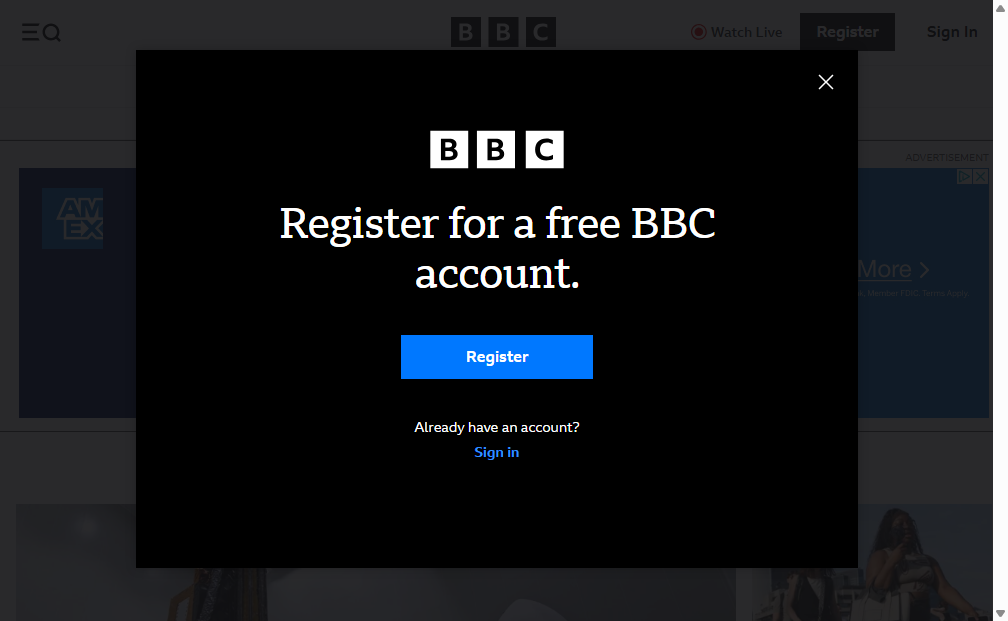 BBC
Watch Live
Register
Sign In
ADVERTISEMENT
AM
EX
More
Member FDIC. Terms Apply
BBC
Register for a free BBC
account.
Register
Already have an account?
Sign in